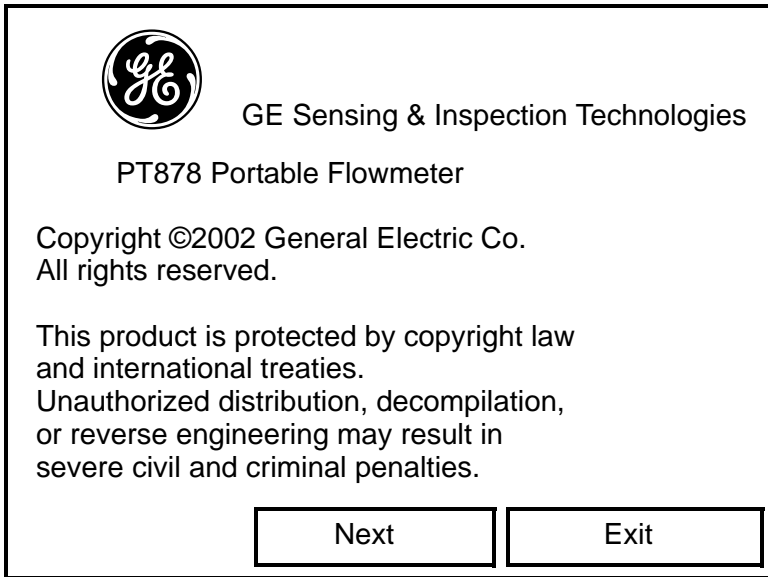 GE
GE Sensing & Inspection Technologies
PT878 Portable Flowmeter
Copyright ©2002 General Electric Co.
All rights reserved.
This product is protected by copyright law
and international treaties.
Unauthorized distribution, decompilation,
or reverse engineering may result in
severe civil and criminal penalties.
Next Exit